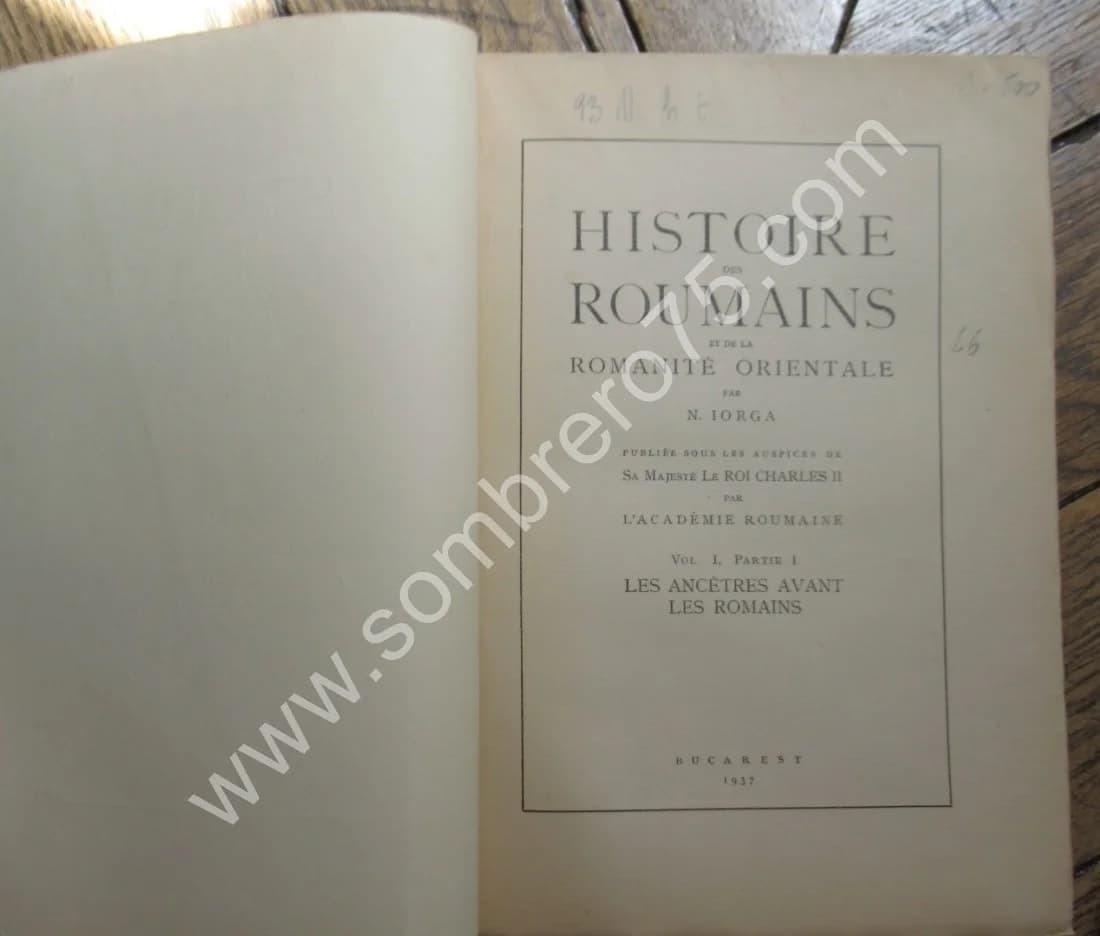 HISTOIRE
DES
ROUMAINS
ET DE LA
ROMANITÉ ORIENTALE
PAR
N. IORGA
PUBLIÉE SOUS LES AUSPICES DE
SA MAJESTÉ LE ROI CHARLES II
PAR
L'ACADÉMIE ROUMAINE
VOL. I, PARTIE I
LES ANCÊTRES AVANT
LES ROMAINS
BUCAREST
1937
www.sombrero75.com